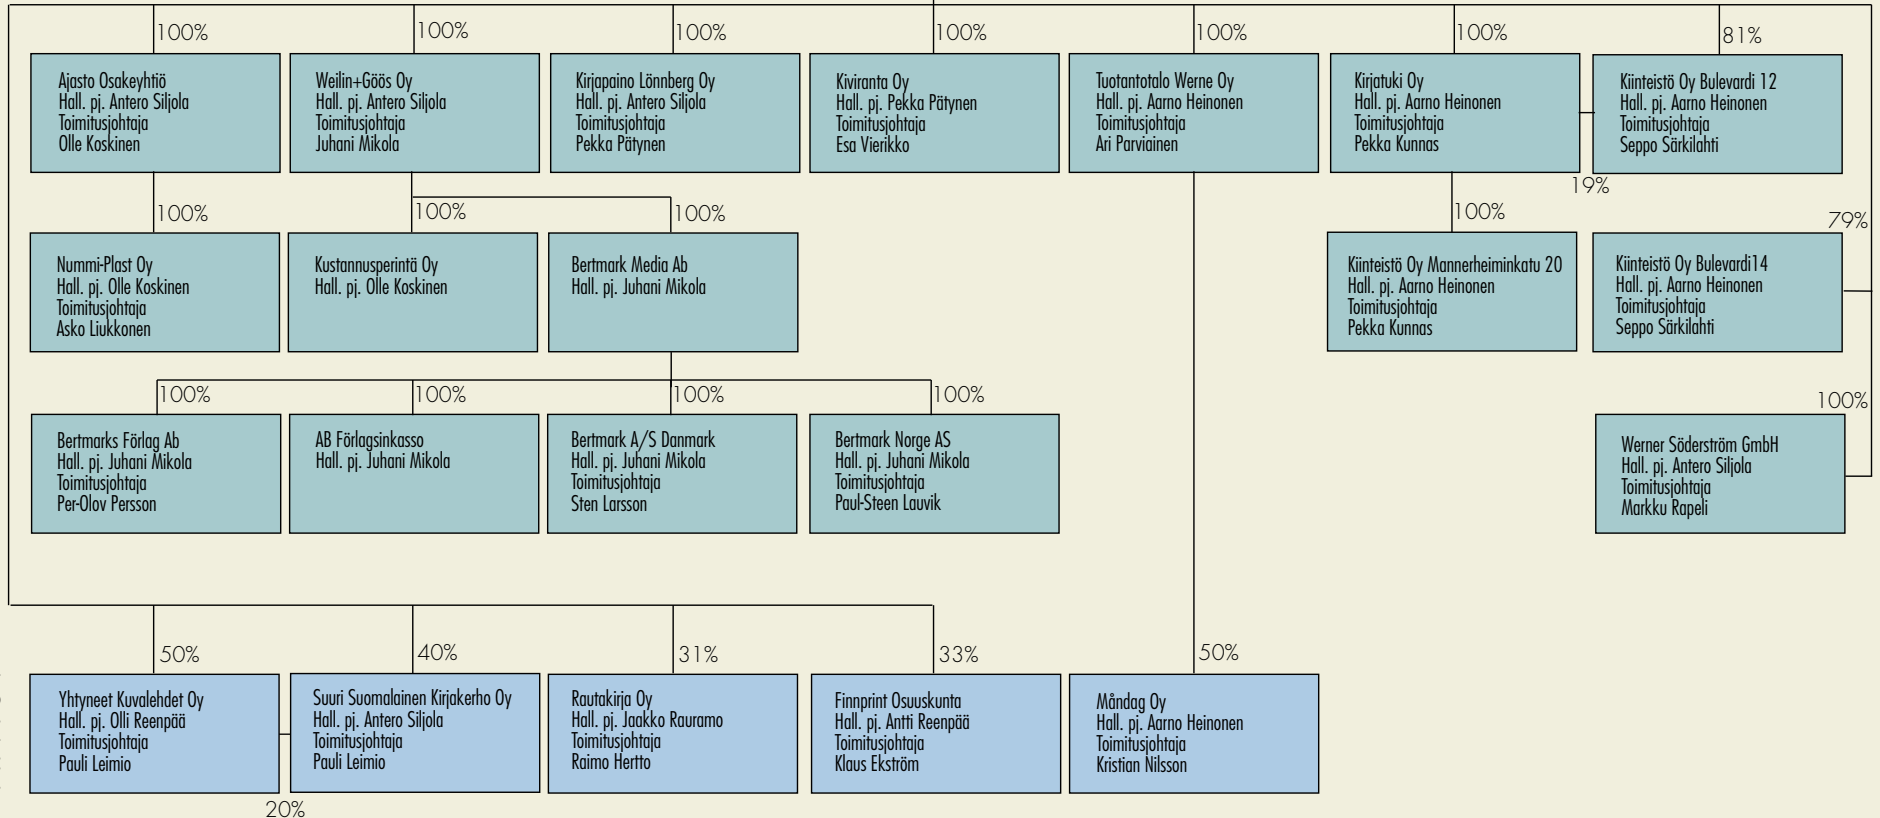 100%
100%
100%
100%
100%
100%
81%
Ajasto Osakeyhtiö
Hall. pj. Antero Siljola
Toimitusjohtaja
Olle Koskinen
Weilin+Göös Oy
Hall. pj. Antero Siljola
Toimitusjohtaja
Juhani Mikola
Kirjapaino Lönnberg Oy
Hall. pj. Antero Siljola
Toimitusjohtaja
Pekka Pätynen
Kiviranta Oy
Hall. pj. Pekka Pätynen
Toimitusjohtaja
Esa Vierikko
Tuotantotalo Werne Oy
Hall. pj. Aarno Heinonen
Toimitusjohtaja
Ari Parviainen
Kirjatuki Oy
Hall. pj. Aarno Heinonen
Toimitusjohtaja
Pekka Kunnas
Kiinteistö Oy Bulevardi 12
Hall. pj. Aarno Heinonen
Toimitusjohtaja
Seppo Särkilahti
19%
100%
100%
100%
100%
79%
Nummi-Plast Oy
Hall. pj. Olle Koskinen
Toimitusjohtaja
Asko Liukkonen
Kustannusperintä Oy
Hall. pj. Olle Koskinen
Bertmark Media Ab
Hall. pj. Juhani Mikola
Kiinteistö Oy Mannerheiminkatu 20
Hall. pj. Aarno Heinonen
Toimitusjohtaja
Pekka Kunnas
Kiinteistö Oy Bulevardi14
Hall. pj. Aarno Heinonen
Toimitusjohtaja
Seppo Särkilahti
100%
100%
100%
100%
100%
Bertmarks Förlag Ab
Hall. pj. Juhani Mikola
Toimitusjohtaja
Per-Olov Persson
AB Förlagsinkasso
Hall. pj. Juhani Mikola
Bertmark A/S Danmark
Hall. pj. Juhani Mikola
Toimitusjohtaja
Sten Larsson
Bertmark Norge AS
Hall. pj. Juhani Mikola
Toimitusjohtaja
Paul-Steen Lauvik
Werner Söderström GmbH
Hall. pj. Antero Siljola
Toimitusjohtaja
Markku Rapeli
50%
40%
31%
33%
50%
Yhtyneet Kuvalehdet Oy
Hall. pj. Olli Reenpää
Toimitusjohtaja
Pauli Leimio
Suuri Suomalainen Kirjakerho Oy
Hall. pj. Antero Siljola
Toimitusjohtaja
Pauli Leimio
Rautakirja Oy
Hall. pj. Jaakko Rauramo
Toimitusjohtaja
Raimo Hertto
Finnprint Osuuskunta
Hall. pj. Antti Reenpää
Toimitusjohtaja
Klaus Ekström
Måndag Oy
Hall. pj. Aarno Heinonen
Toimitusjohtaja
Kristian Nilsson
20%